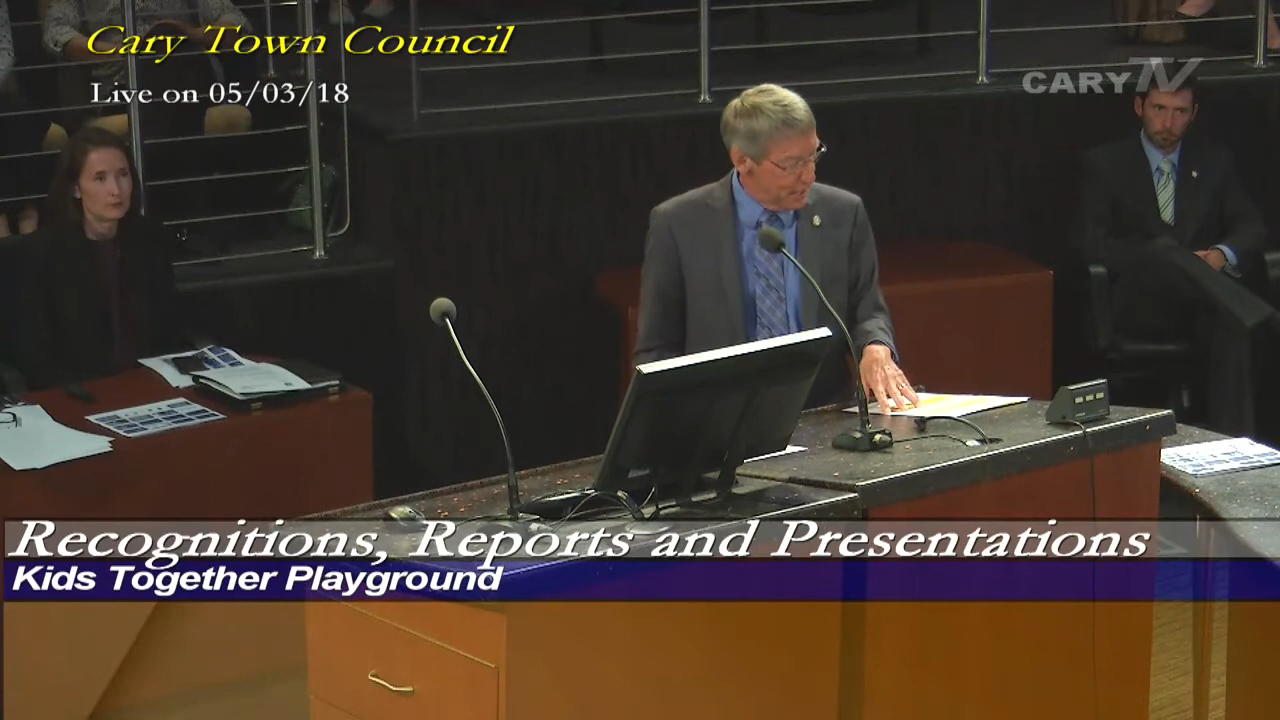 Cary Town Council
Live on 05/03/18
CARY TV
Recognitions, Reports and Presentations
Kids Together Playground